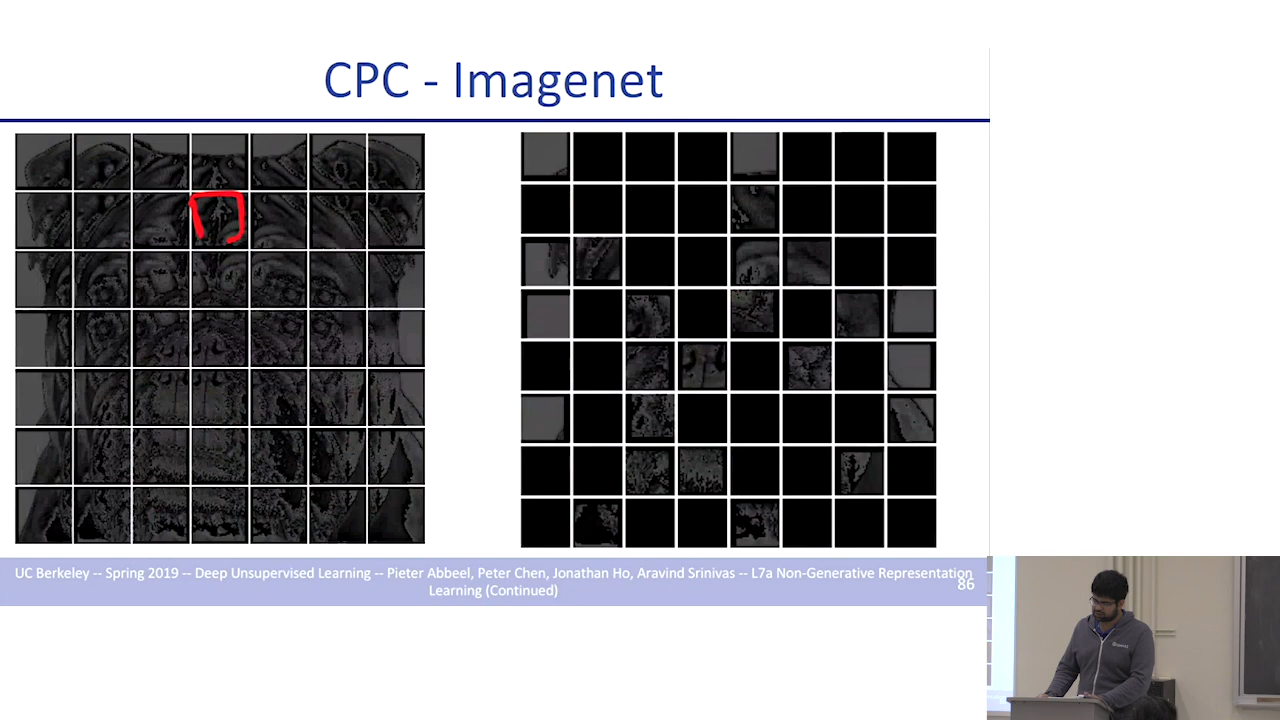 CPC - Imagenet
UC Berkeley -- Spring 2019 -- Deep Unsupervised Learning -- Pieter Abbeel, Peter Chen, Jonathan Ho, Aravind Srinivas -- L7a Non-Generative Representation
Learning (Continued)
86